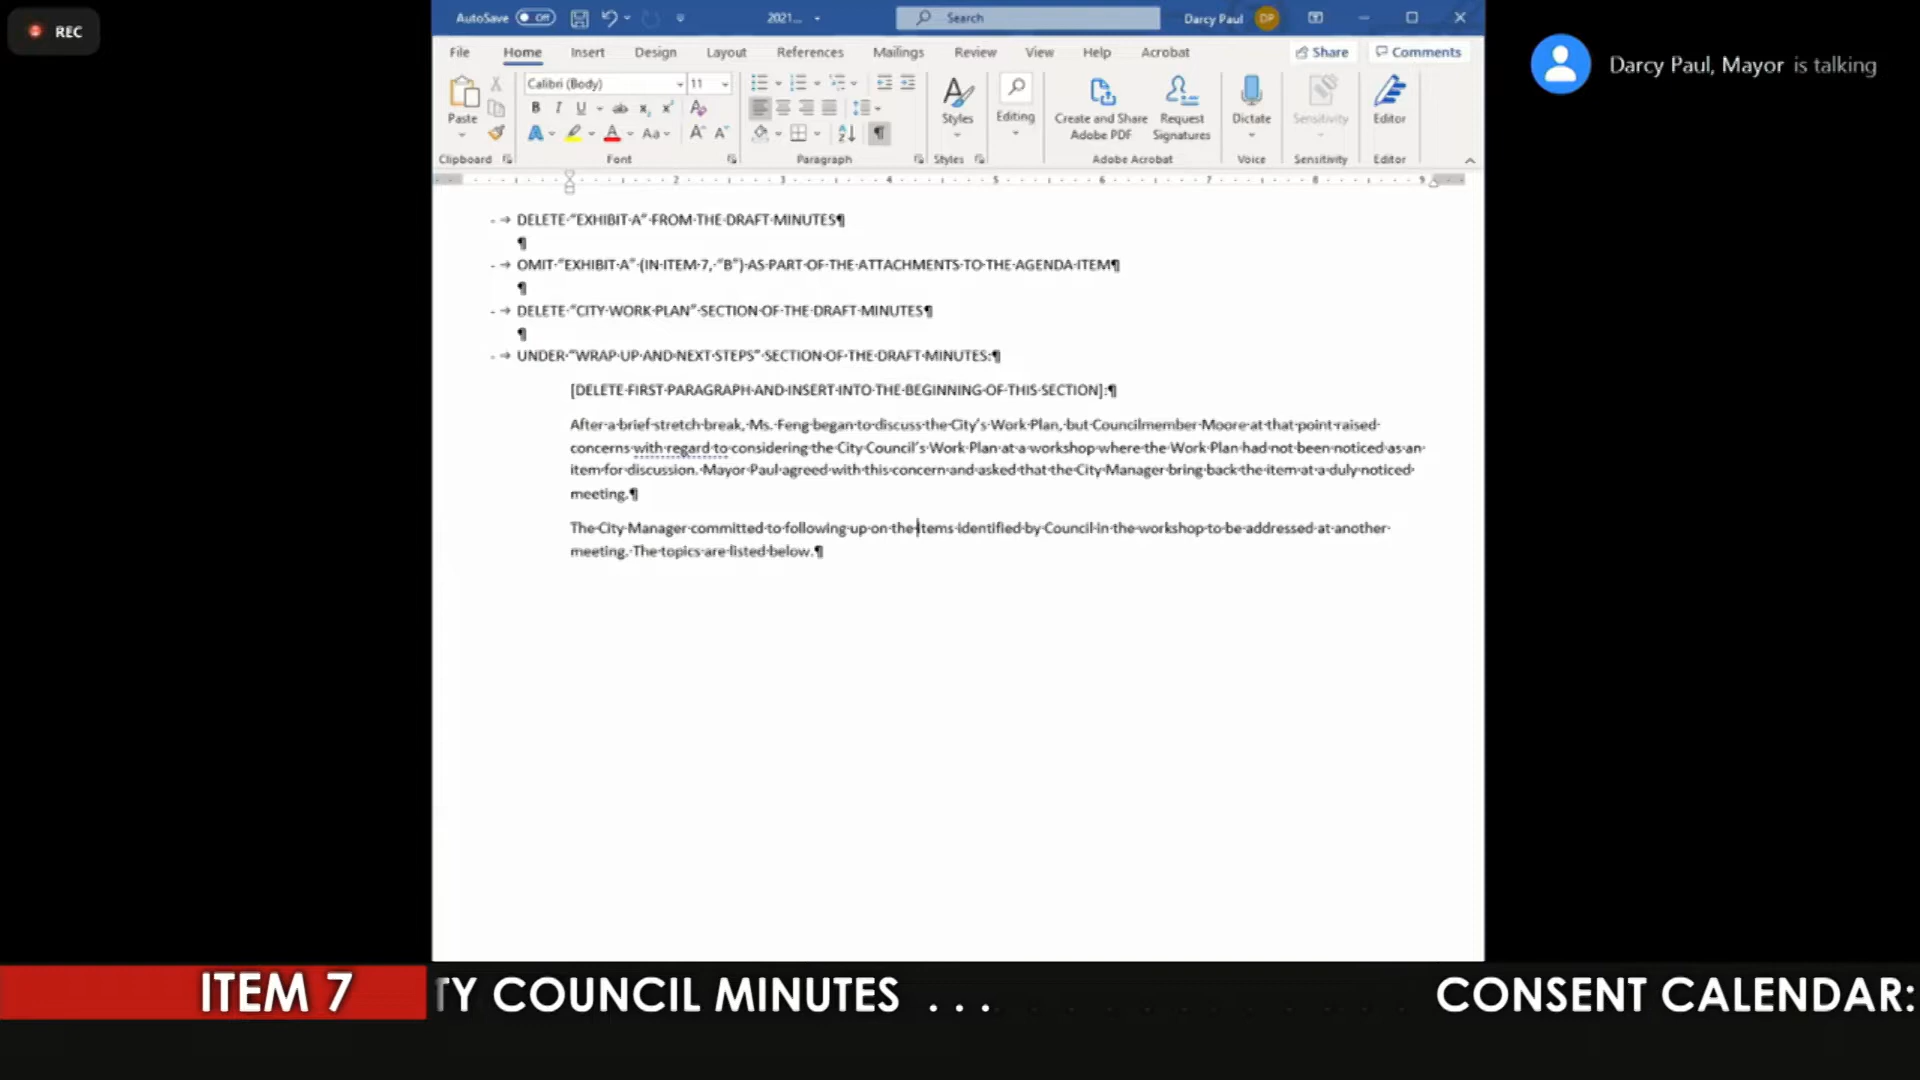 REC
AutoSave Off 2021... Search Darcy Paul DP
Darcy Paul, Mayor is talking
File Home Insert Design Layout References Mailings Review View Help Acrobat Share Comments
Calibri (Body) 11
Paste
Styles
Editing
Create and Share Adobe PDF
Request Signatures
Dictate
Sensitivity
Editor
Clipboard Font Paragraph Styles Adobe Acrobat Voice Sensitivity Editor
2 3 4 5 6 7 8 9
- → DELETE·"EXHIBIT·A"·FROM·THE·DRAFT·MINUTES¶
¶
- → OMIT·"EXHIBIT·A"·(IN·ITEM·7,·"B")·AS·PART·OF·THE·ATTACHMENTS·TO·THE·AGENDA·ITEM¶
¶
- → DELETE·"CITY·WORK·PLAN"·SECTION·OF·THE·DRAFT·MINUTES¶
¶
- → UNDER·"WRAP·UP·AND·NEXT·STEPS"·SECTION·OF·THE·DRAFT·MINUTES:¶
[DELETE·FIRST·PARAGRAPH·AND·INSERT·INTO·THE·BEGINNING·OF·THIS·SECTION]:¶
After·a·brief·stretch·break,·Ms.·Feng·began·to·discuss·the·City's·Work·Plan,·but·Councilmember·Moore·at·that·point·raised·
concerns·with·regard·to·considering·the·City·Council's·Work·Plan·at·a·workshop·where·the·Work·Plan·had·not·been·noticed·as·an·
item·for·discussion.··Mayor·Paul·agreed·with·this·concern·and·asked·that·the·City·Manager·bring·back·the·item·at·a·duly·noticed·
meeting.¶
The·City·Manager·committed·to·following·up·on·the·items·identified·by·Council·in·the·workshop·to·be·addressed·at·another·
meeting.··The·topics·are·listed·below.¶
ITEM 7 TY COUNCIL MINUTES ... CONSENT CALENDAR: